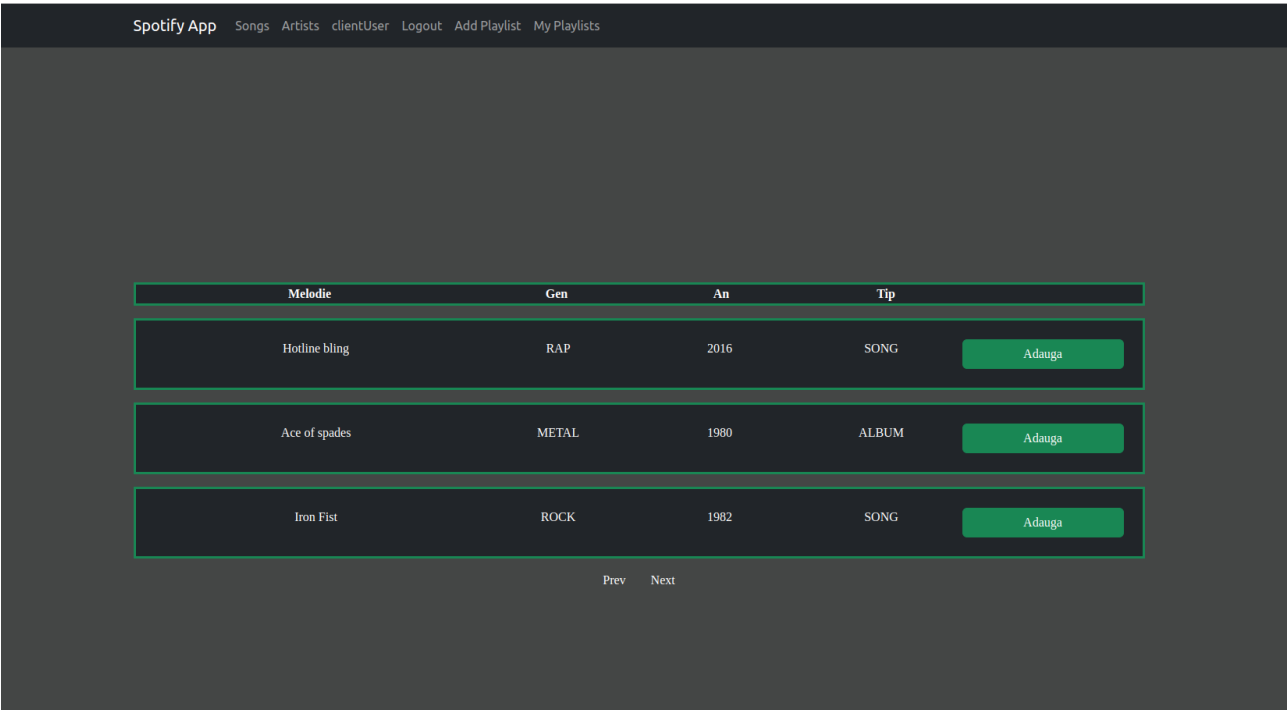 Spotify App Songs Artists clientUser Logout Add Playlist My Playlists
Melodie Gen An Tip
Hotline bling RAP 2016 SONG Adauga
Ace of spades METAL 1980 ALBUM Adauga
Iron Fist ROCK 1982 SONG Adauga
Prev Next